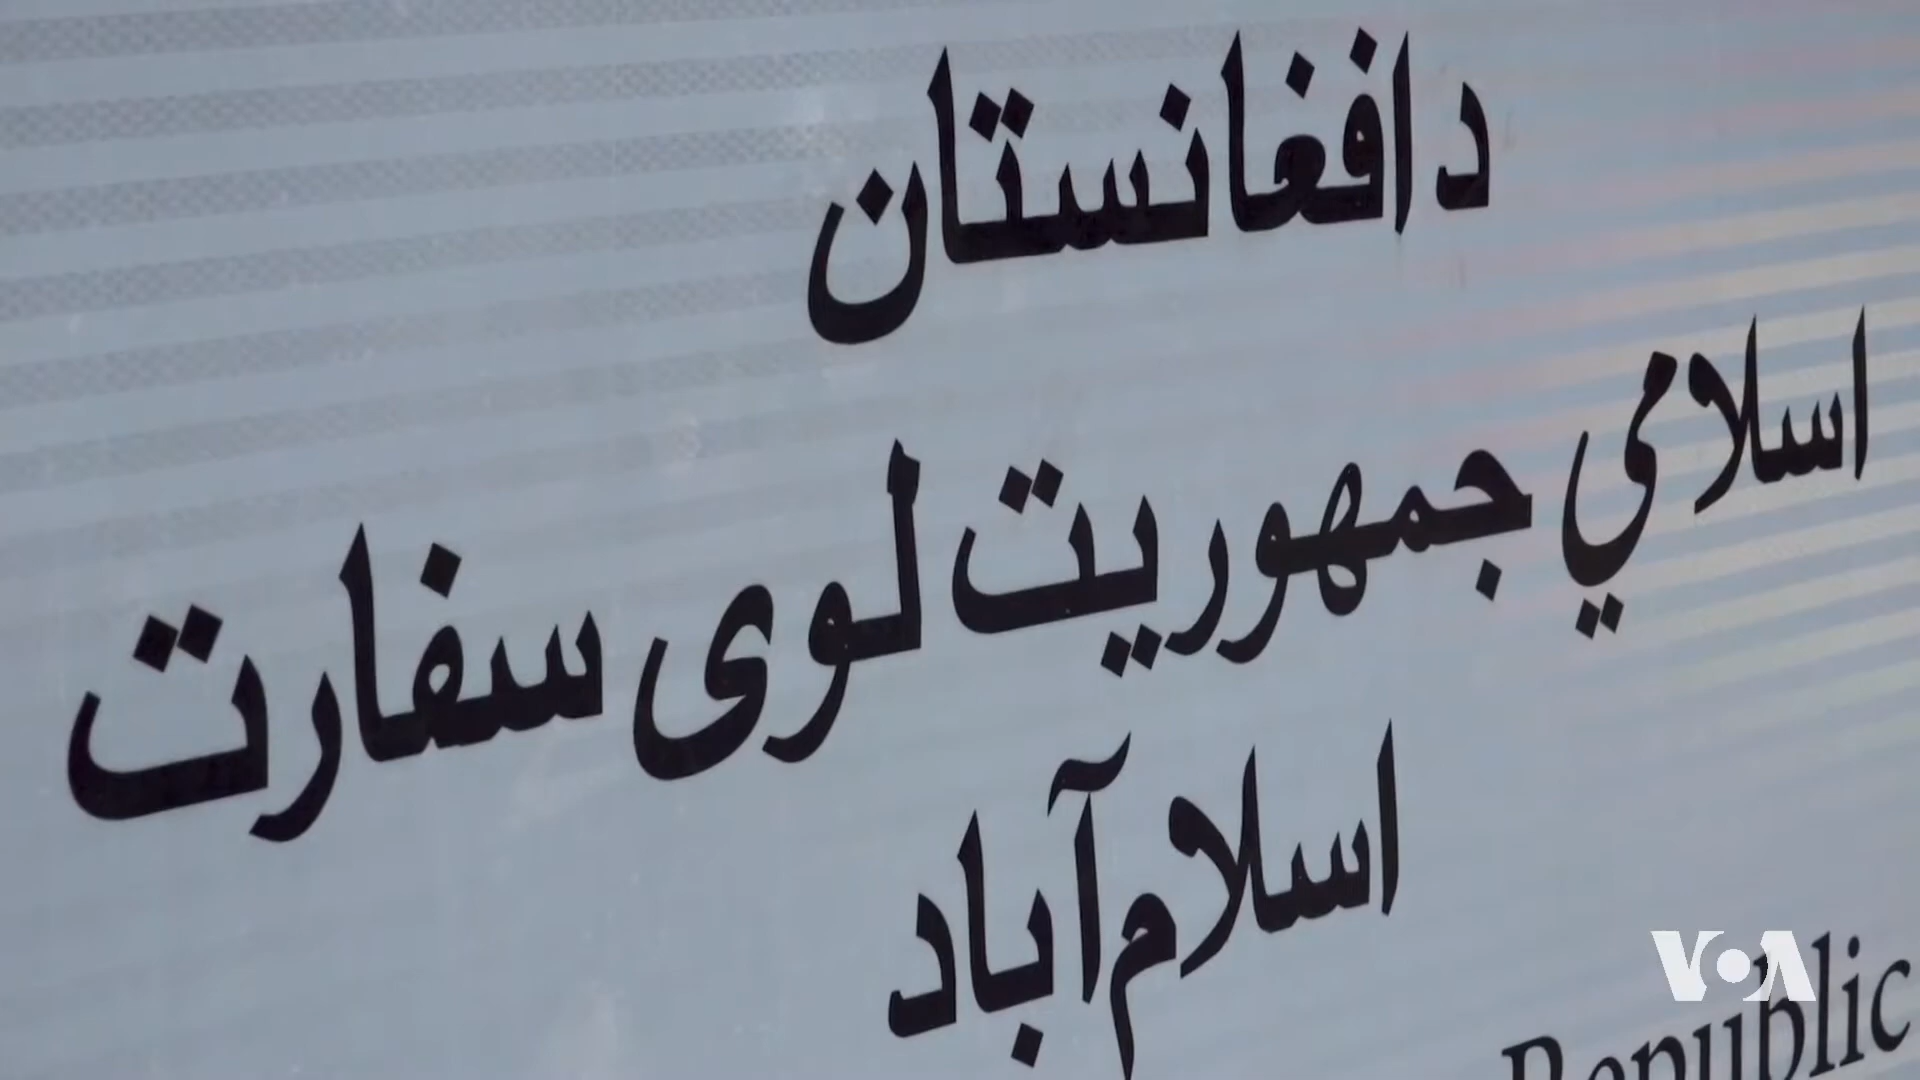 د افغانستان
اسلامي جمهوريت لوی سفارت
اسلام آباد
Republic
VOA